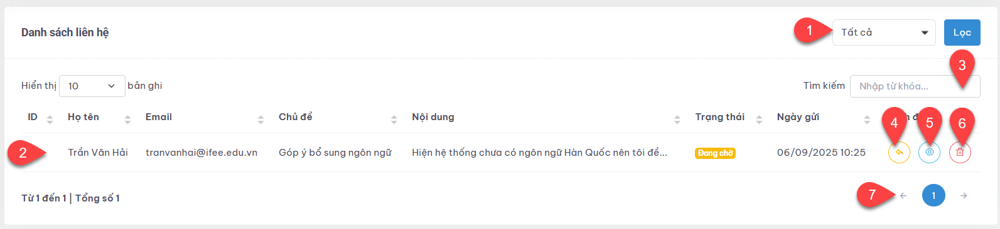 Danh sách liên hệ
1
Tất cả
Lọc
Hiển thị 10 bản ghi
Tìm kiếm
Nhập từ khóa...
3
ID Họ tên Email Chủ đề Nội dung Trạng thái Ngày gửi
4 5 6
2
Trần Văn Hải tranvanhai@ifee.edu.vn Góp ý bổ sung ngôn ngữ Hiện hệ thống chưa có ngôn ngữ Hàn Quốc nên tôi đề... Đang chờ 06/09/2025 10:25
Từ 1 đến 1 | Tổng số 1
7
← 1 →